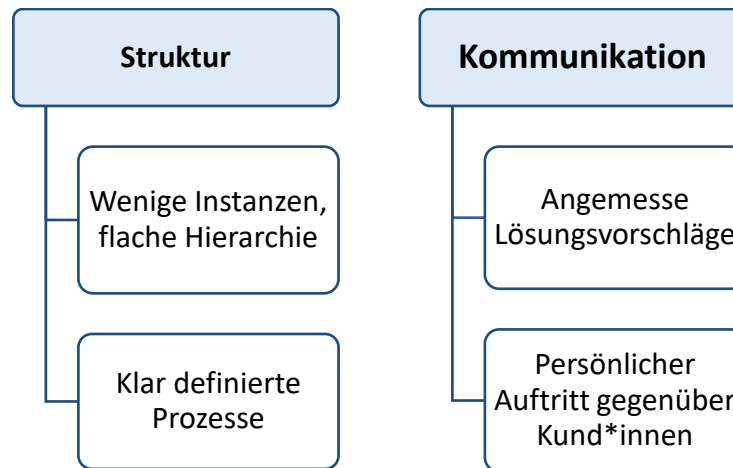 Struktur
Wenige Instanzen,
flache Hierarchie
Klar definierte
Prozesse
Kommunikation
Angemesse
Lösungsvorschläge
Persönlicher
Auftritt gegenüber
Kund*innen